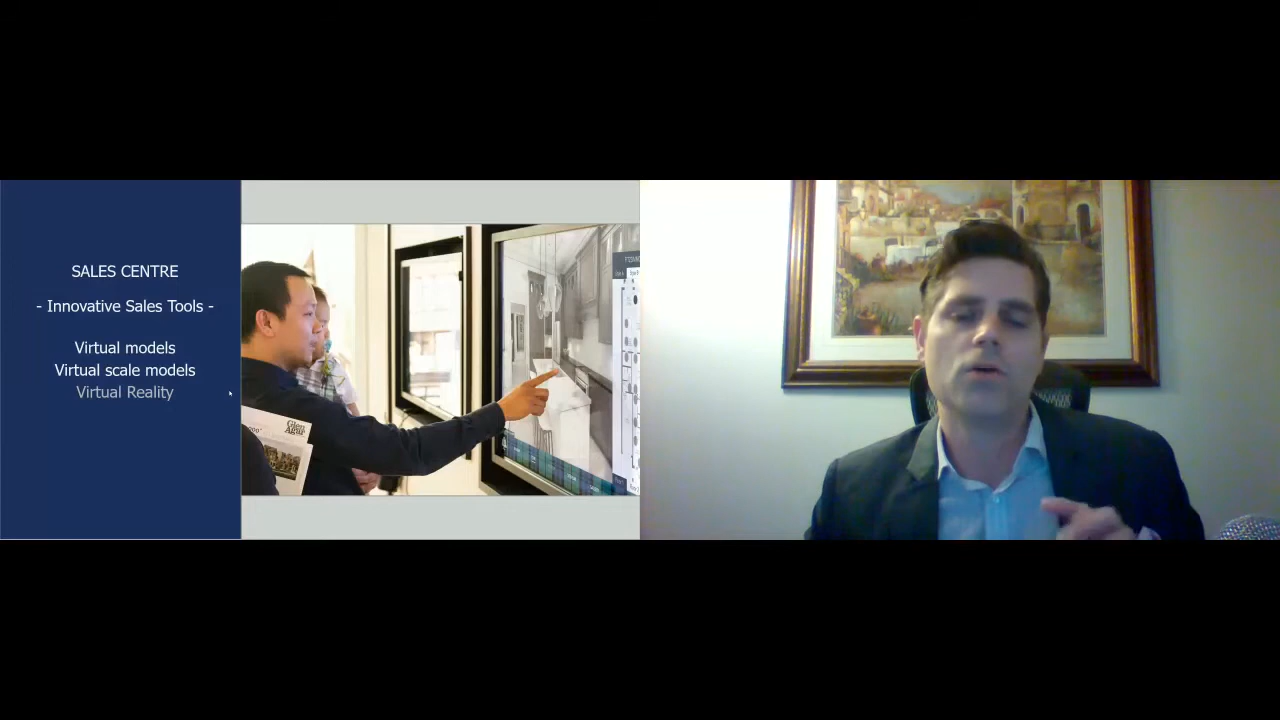 SALES CENTRE
- Innovative Sales Tools -
Virtual models
Virtual scale models
Virtual Reality